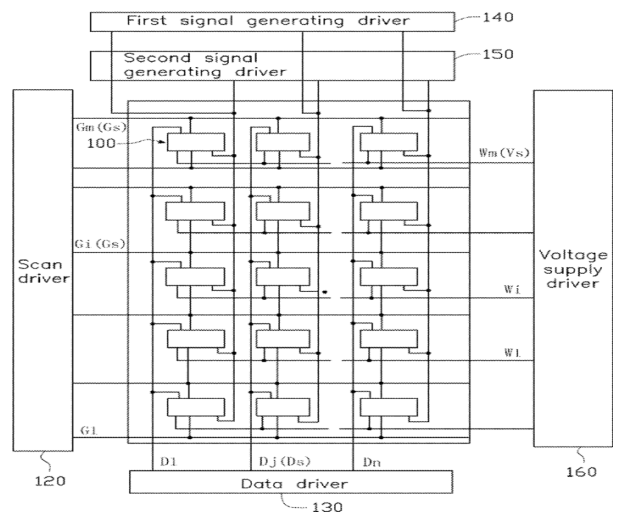 First signal generating driver
140
Second signal
generating driver
150
Gm(Gs)
100
Wm(Vs)
Gi(Gs)
Scan
driver
Voltage
supply
driver
Wi
W1
G1
D1
Dj(Ds)
Dn
120
Data driver
130
160